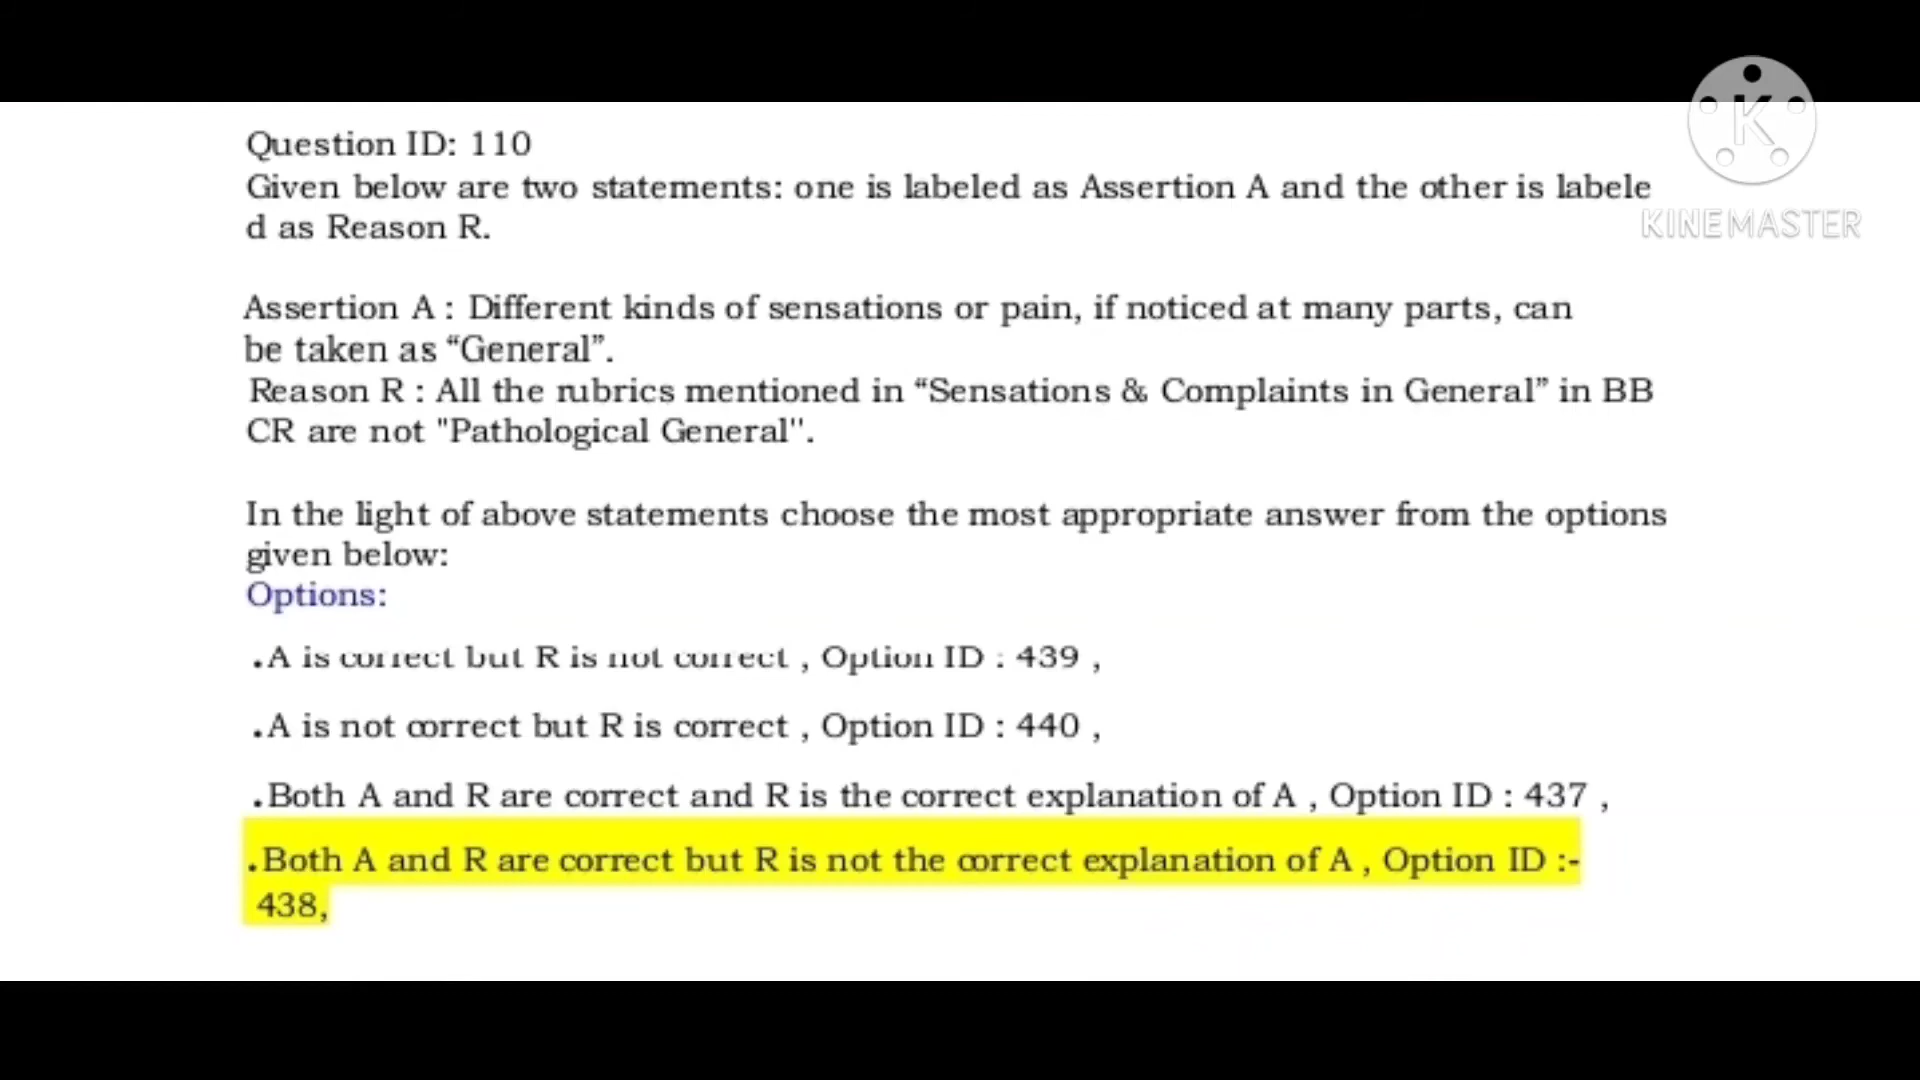 K
KINEMASTER
Question ID: 110
Given below are two statements: one is labeled as Assertion A and the other is labele
d as Reason R.
Assertion A : Different kinds of sensations or pain, if noticed at many parts, can
be taken as “General”.
Reason R : All the rubrics mentioned in “Sensations & Complaints in General” in BB
CR are not "Pathological General".
In the light of above statements choose the most appropriate answer from the options
given below:
Options:
.A is correct but R is not correct , Option ID : 439 ,
.A is not correct but R is correct , Option ID : 440 ,
.Both A and R are correct and R is the correct explanation of A , Option ID : 437 ,
.Both A and R are correct but R is not the correct explanation of A , Option ID :-
438,